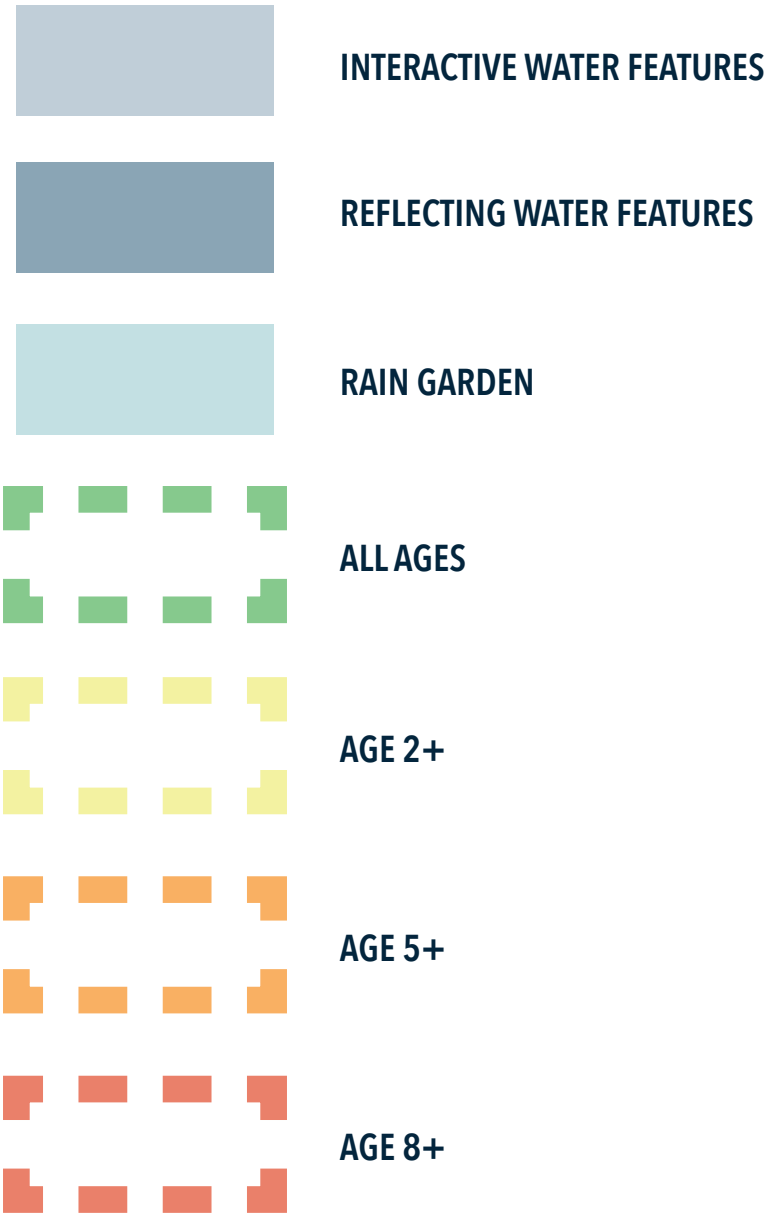 INTERACTIVE WATER FEATURES
REFLECTING WATER FEATURES
RAIN GARDEN
ALL AGES
AGE 2+
AGE 5+
AGE 8+